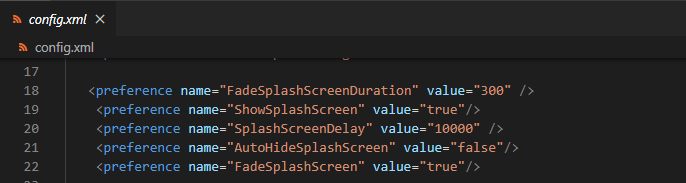 config.xml
config.xml
17
18 <preference name="FadeSplashScreenDuration" value="300" />
19 <preference name="ShowSplashScreen" value="true"/>
20 <preference name="SplashScreenDelay" value="10000" />
21 <preference name="AutoHideSplashScreen" value="false"/>
22 <preference name="FadeSplashScreen" value="true"/>